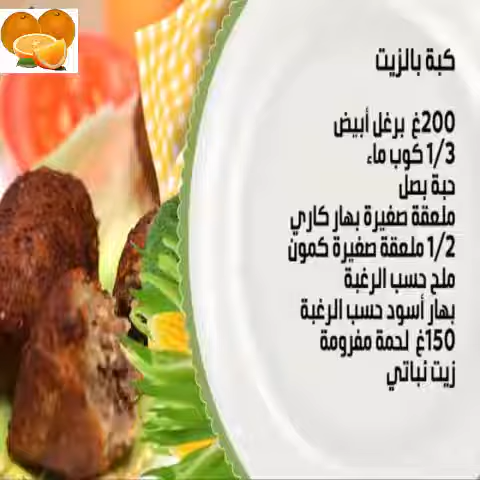 كبة بالزيت
200غ برغل أبيض
1/3 كوب ماء
حبة بصل
ملعقة صغيرة بهار كاري
1/2 ملعقة صغيرة كمون
ملح حسب الرغبة
بهار أسود حسب الرغبة
150غ لحمة مفرومة
زيت نباتي